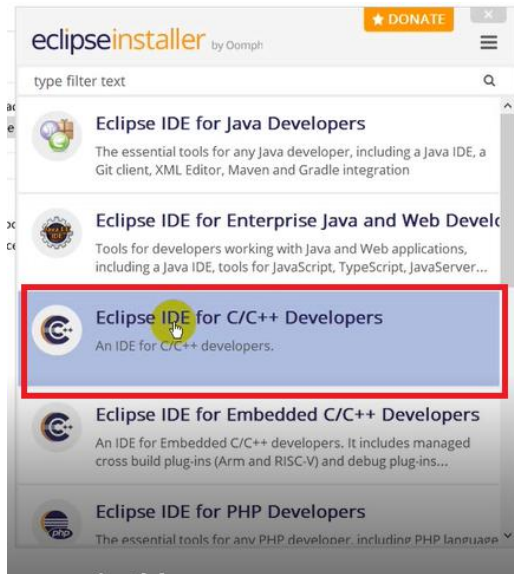 ★ DONATE
eclipseinstaller by Oomph
type filter text
Eclipse IDE for Java Developers
The essential tools for any Java developer, including a Java IDE, a
Git client, XML Editor, Maven and Gradle integration
Eclipse IDE for Enterprise Java and Web Develo
Tools for developers working with Java and Web applications,
including a Java IDE, tools for JavaScript, TypeScript, JavaServer...
Eclipse IDE for C/C++ Developers
An IDE for C/C++ developers.
Eclipse IDE for Embedded C/C++ Developers
An IDE for Embedded C/C++ developers. It includes managed
cross build plug-ins (Arm and RISC-V) and debug plug-ins...
Eclipse IDE for PHP Developers
The essential tools for any PHP developer, including PHP language